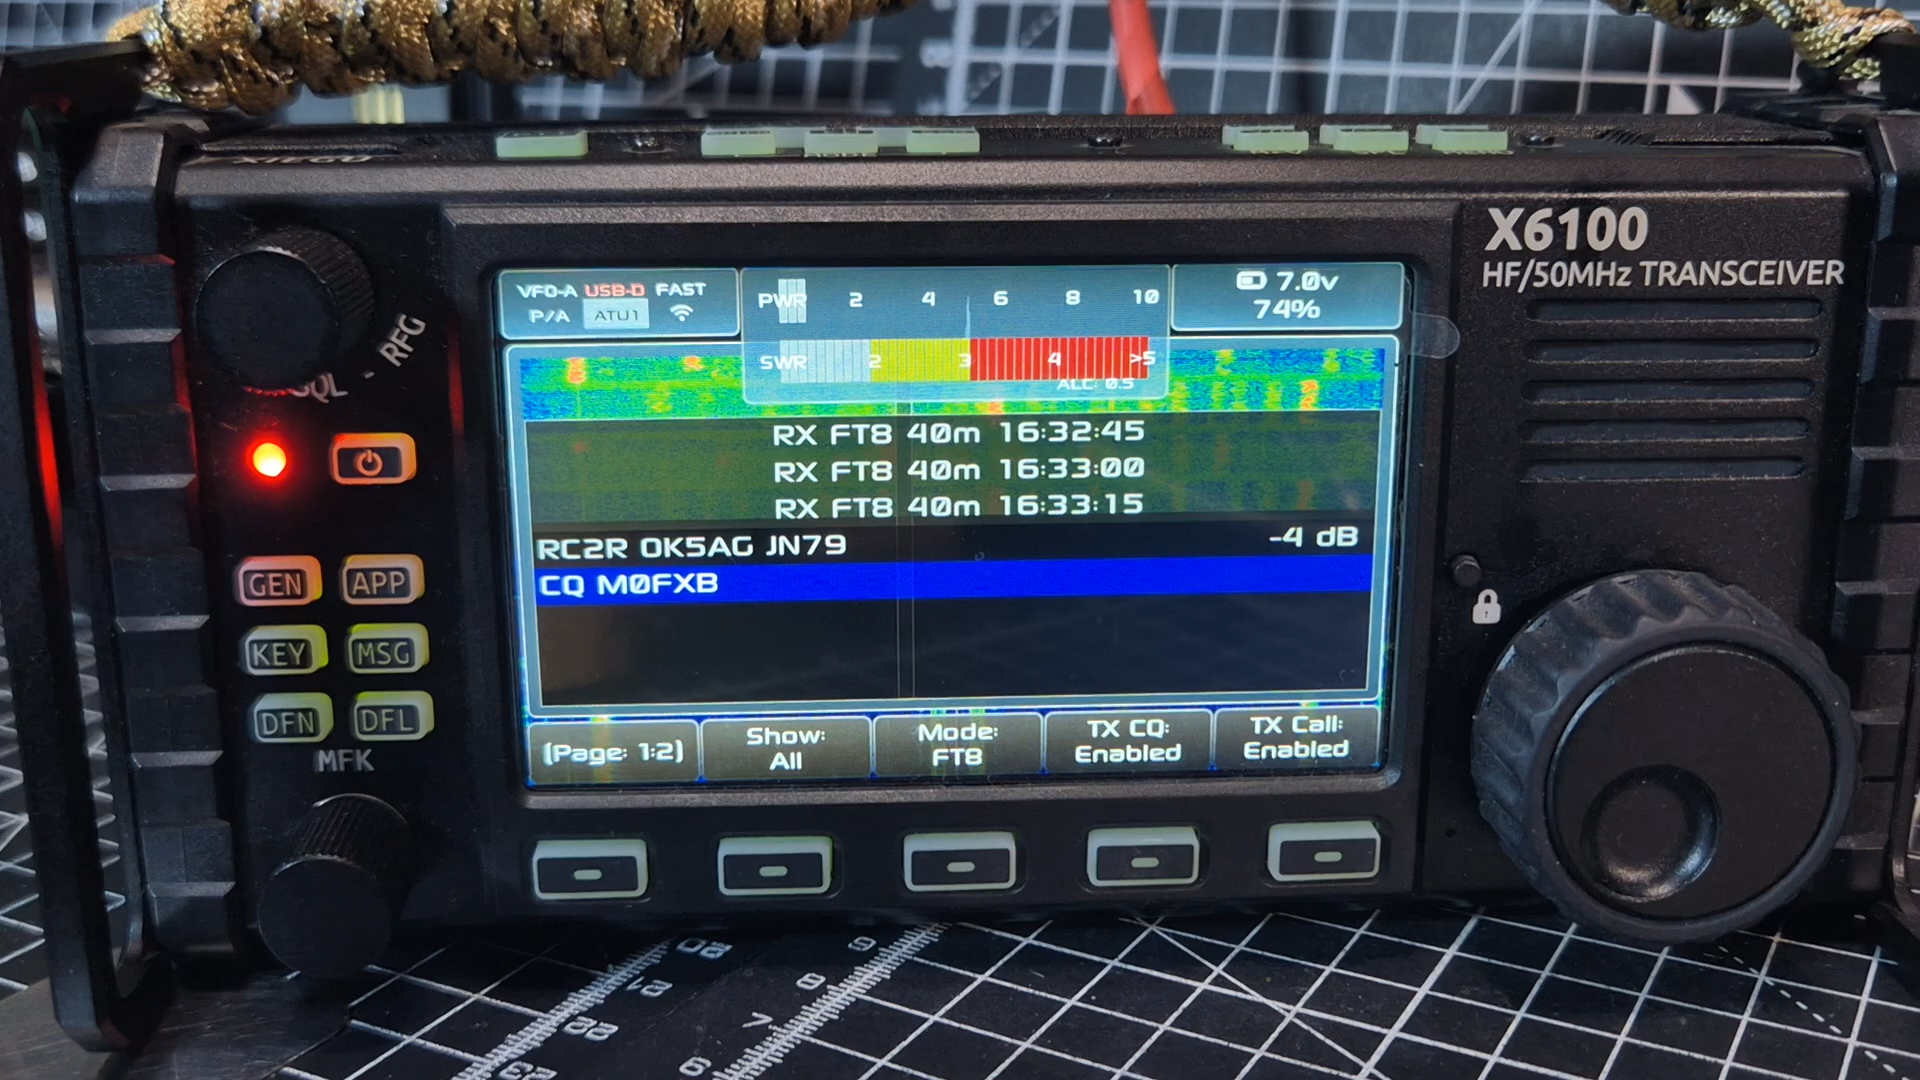 XIEGU
X6100
HF/50MHz TRANSCEIVER
VFO-A USB-D FAST
P/A ATU1
PWR 2 4 6 8 10
SWR 2 3 4 >5
ALC: 0.5
7.0v
74%
SQL - RFG
RX FT8 40m 16:32:45
RX FT8 40m 16:33:00
RX FT8 40m 16:33:15
RC2R OK5AG JN79 -4 dB
CQ M0FXB
GEN APP
KEY MSG
DFN DFL
MFK
(Page: 1:2)
Show:
All
Mode:
FT8
TX CQ:
Enabled
TX Call:
Enabled